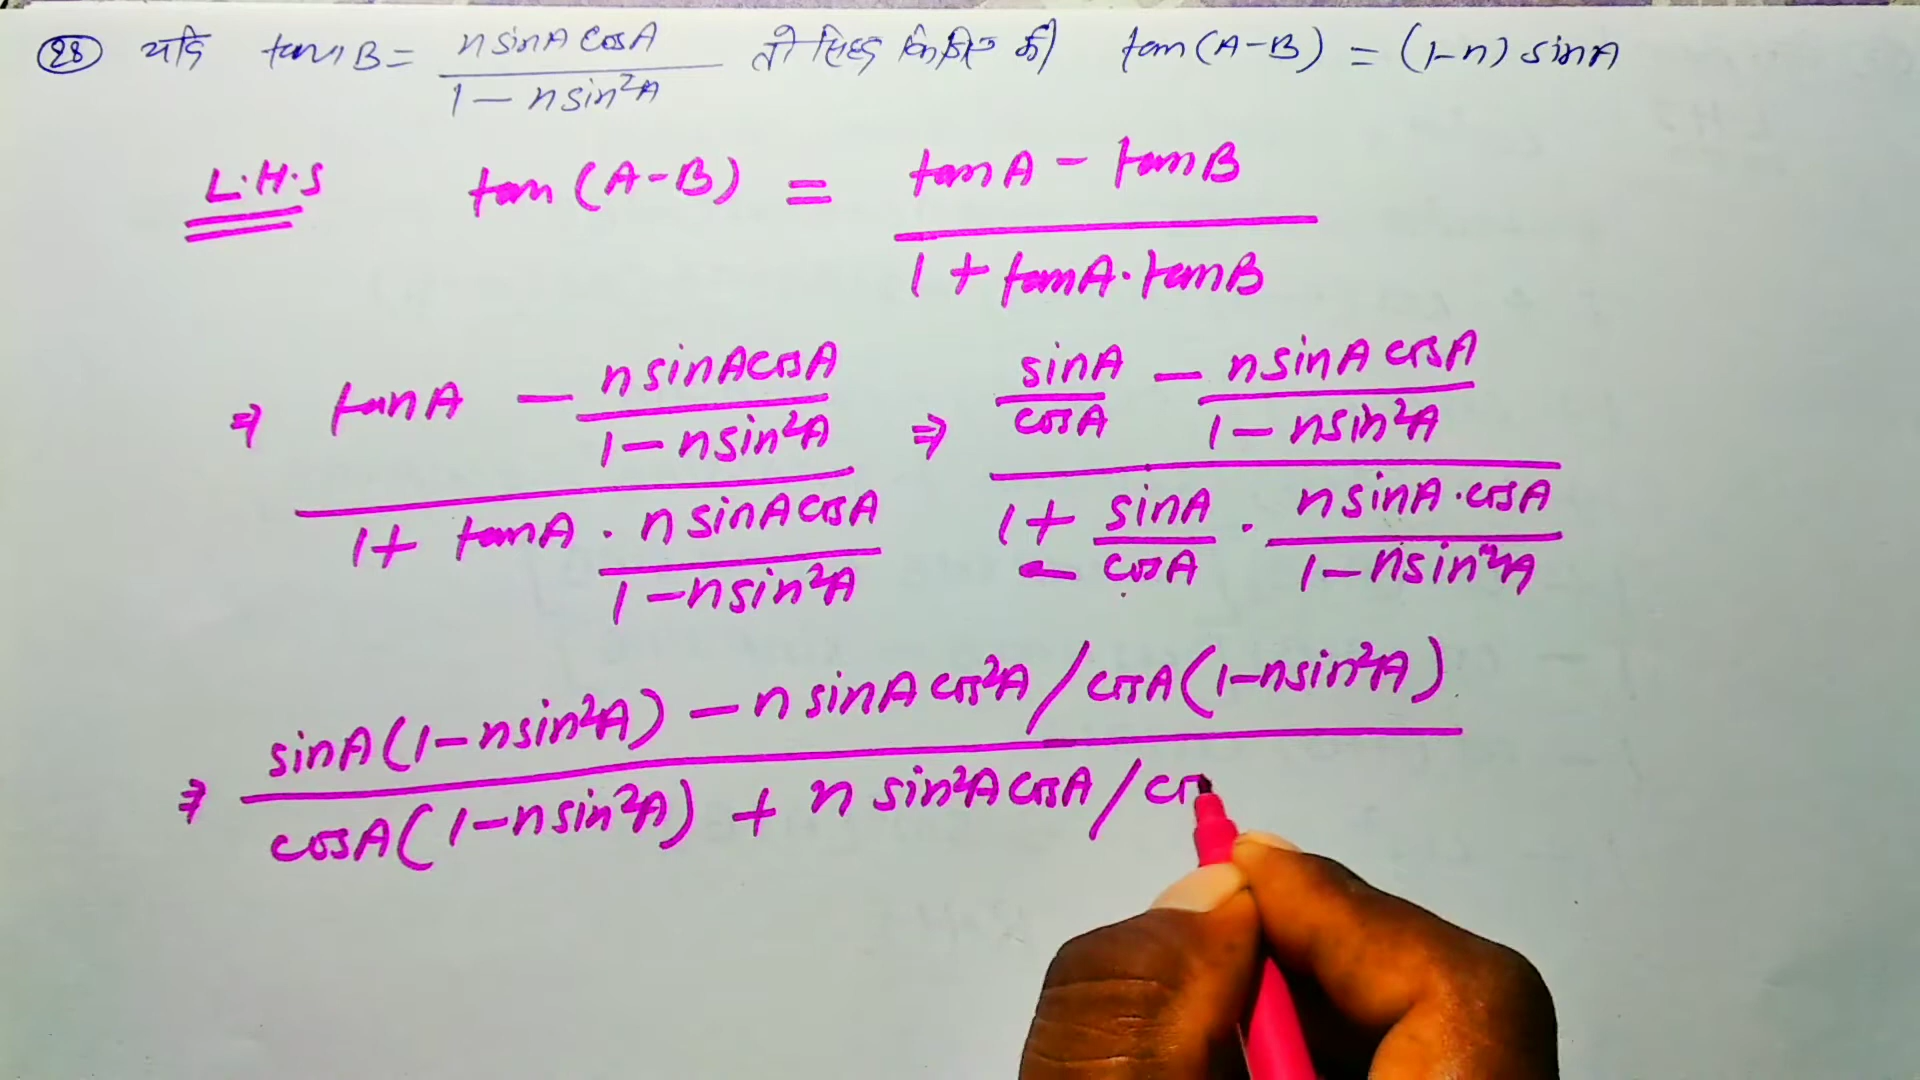 28 यदि tanB = n sinA cosA / 1 - n sin²A तो सिद्ध कीजिए की tan(A-B) = (1-n) sinA
L.H.S tan(A-B) = tanA - tanB / 1 + tanA.tanB
⇒ tanA - n sinA cosA / 1 - n sin²A / 1 + tanA . n sinA cosA / 1 - n sin²A ⇒ sinA / cosA - n sinA cosA / 1 - n sin²A / 1 + sinA / cosA . n sinA.cosA / 1 - n sin²A
⇒ sinA(1-n sin²A) - n sinA cos²A / cosA(1-n sin²A)
cosA(1-n sin²A) + n sin²A cosA / co